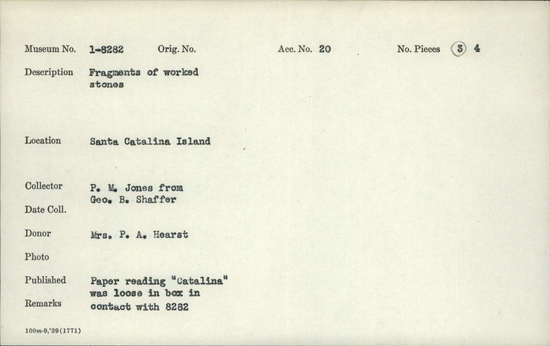 Museum No. 1-8282 Orig. No. Acc. No. 20 No. Pieces 3 4
Description Fragments of worked
stones
Location Santa Catalina Island
Collector P. M. Jones from
Geo. B. Shaffer
Date Coll.
Donor Mrs. P. A. Hearst
Photo
Published Paper reading "Catalina"
was loose in box in
Remarks contact with 8282
100m-9,'39(1771)